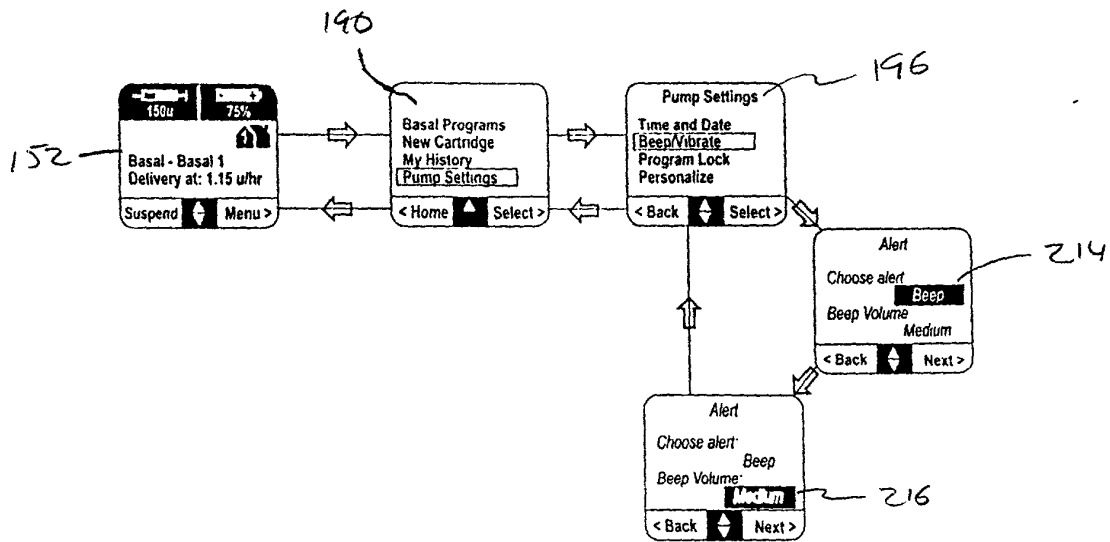 190
196
150u 75%
Basal - Basal 1
Delivery at: 1.15 u/hr
Suspend Menu >
152
Basal Programs
New Cartridge
My History
Pump Settings
< Home Select >
Pump Settings
Time and Date
Beep/Vibrate
Program Lock
Personalize
< Back Select >
Alert
Choose alert
Beep
Beep Volume
Medium
< Back Next >
214
Alert
Choose alert:
Beep
Beep Volume:
Medium
< Back Next >
216